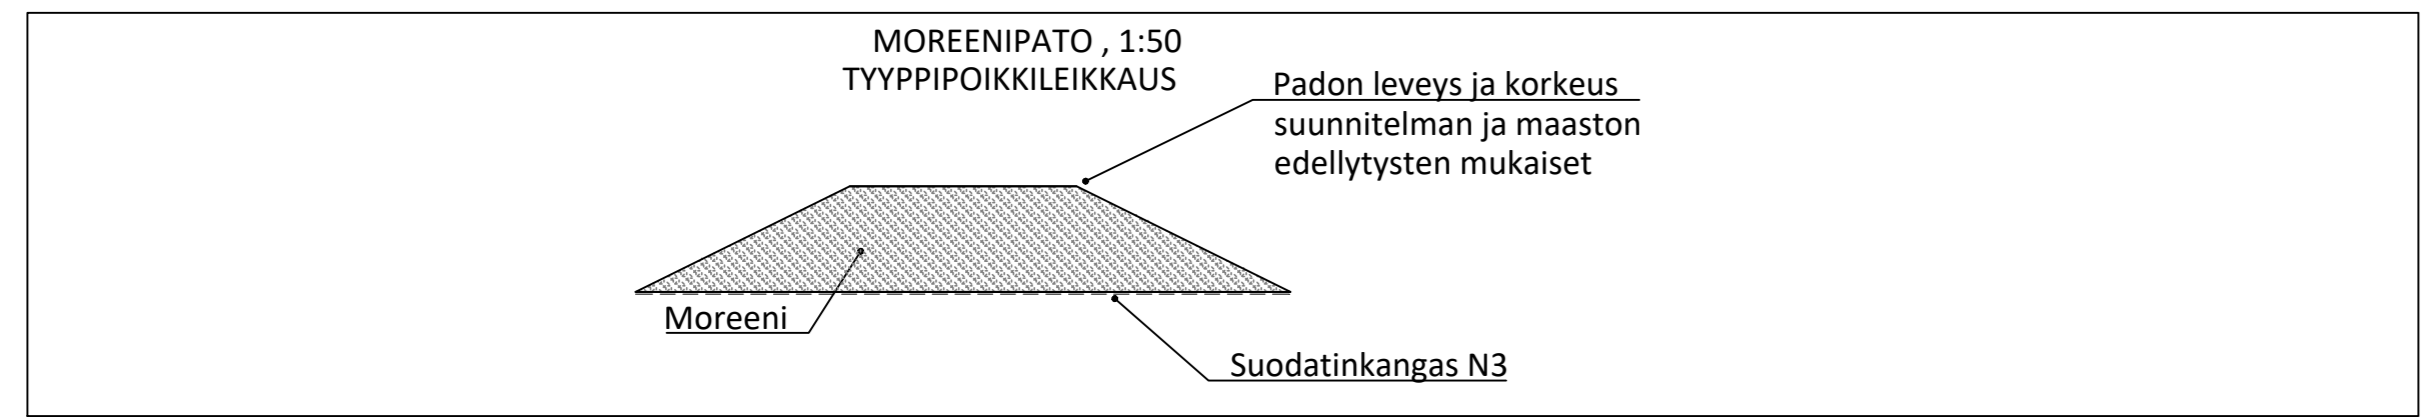 MOREENIPATO , 1:50
TYYPPIPOIKKILEIKKAUS
Padon leveys ja korkeus
suunnitelman ja maaston
edellytysten mukaiset
Moreeni
Suodatinkangas N3